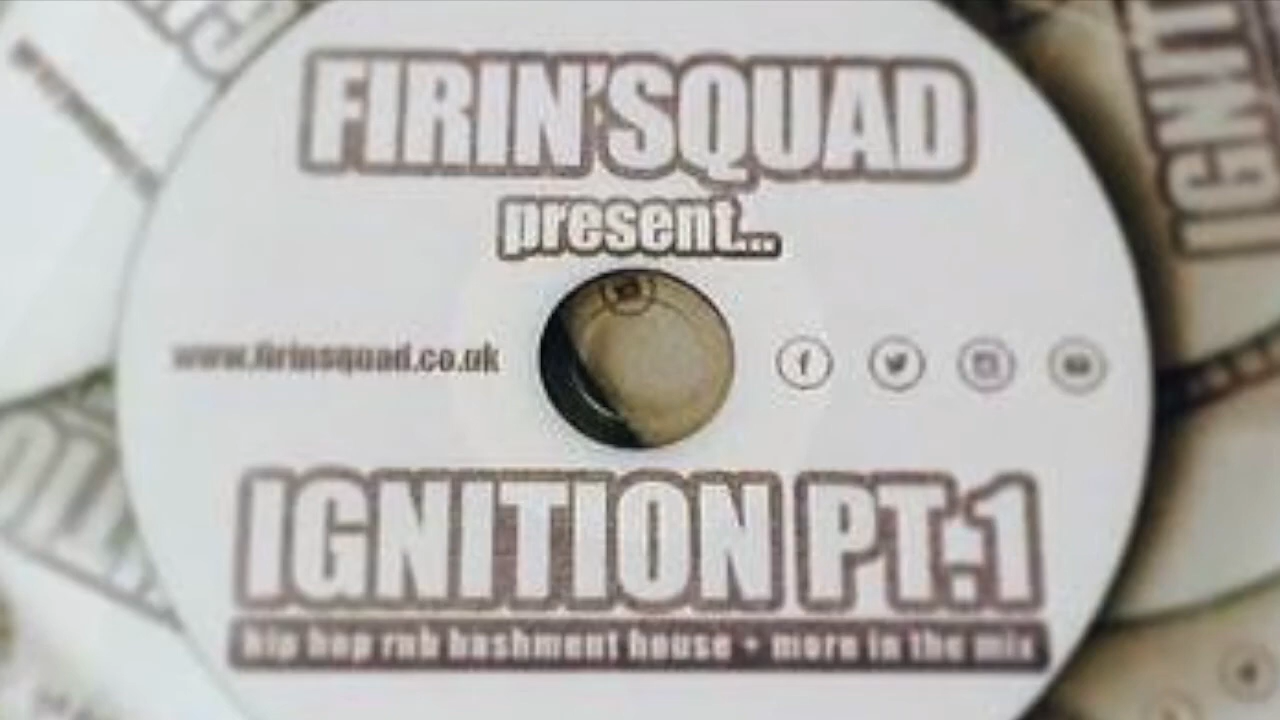 FIRIN'SQUAD
present...
www.firinsquad.co.uk
IGNITION PT:1
hip hop rnb bashment house + more in the mix
IGNITI